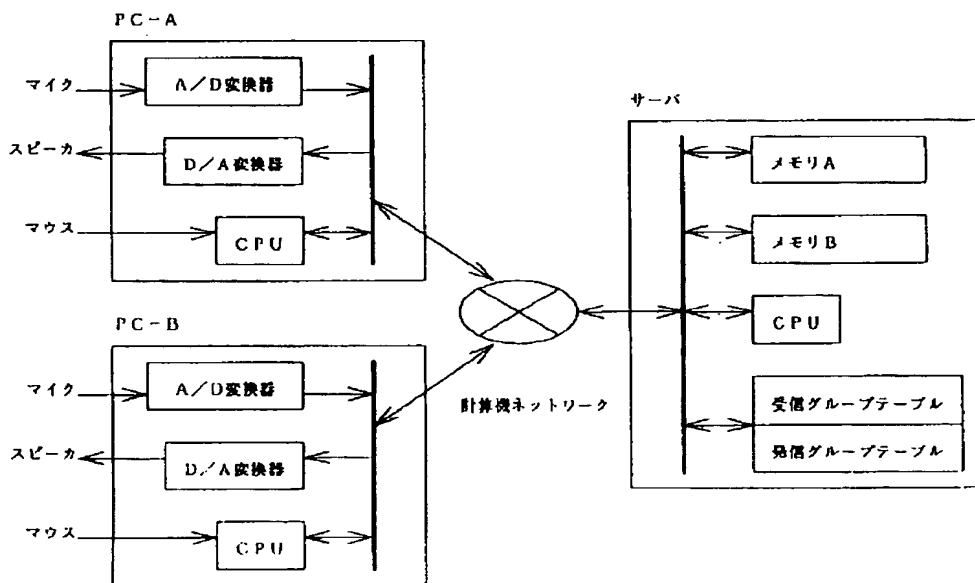 PC-A
マイク
A/D変換器
スピーカ
D/A変換器
マウス
CPU
PC-B
マイク
A/D変換器
スピーカ
D/A変換器
マウス
CPU
計算機ネットワーク
サーバ
メモリA
メモリB
CPU
受信グループテーブル
発信グループテーブル